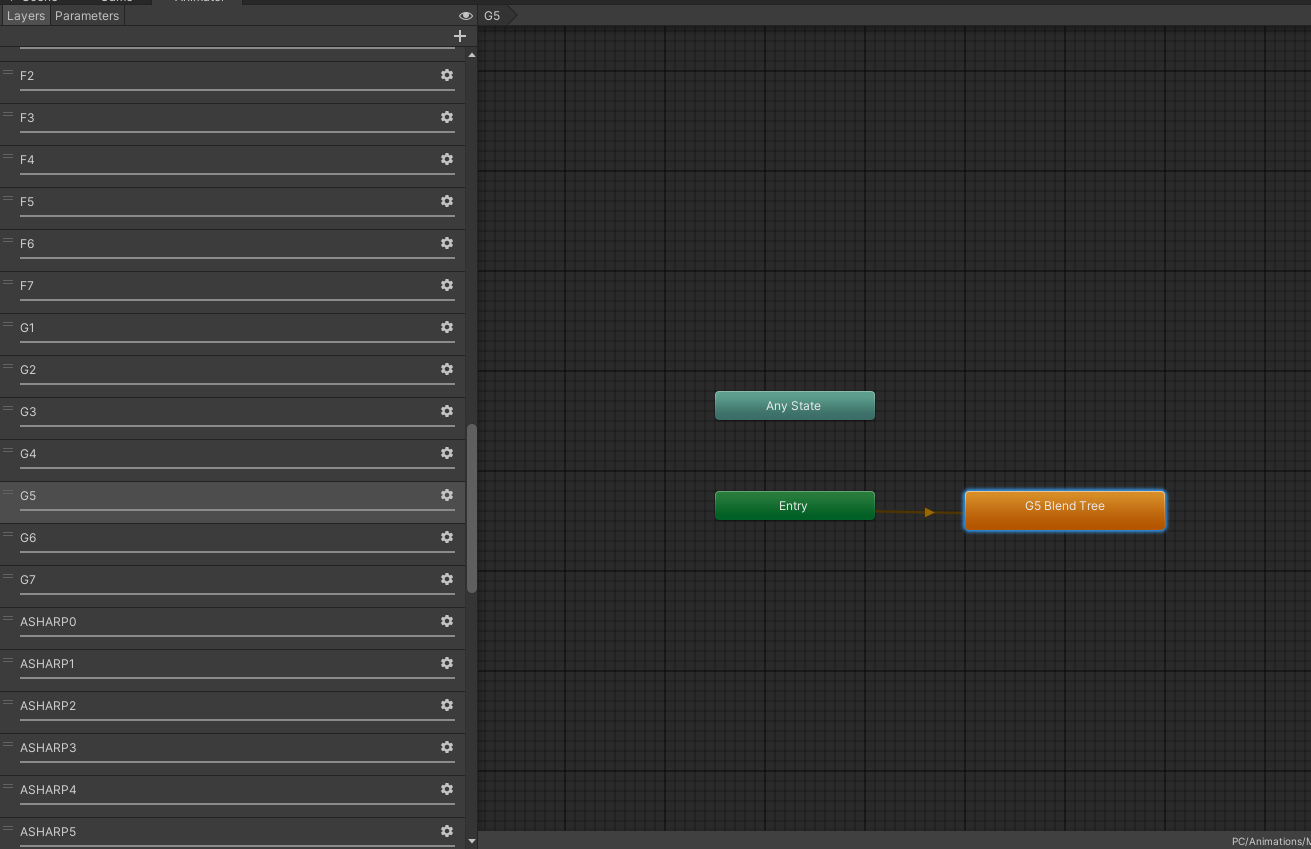 Layers Parameters
G5
F2
F3
F4
F5
F6
F7
G1
G2
G3
G4
G5
G6
G7
ASHARP0
ASHARP1
ASHARP2
ASHARP3
ASHARP4
ASHARP5
Any State
Entry
G5 Blend Tree
PC/Animations/